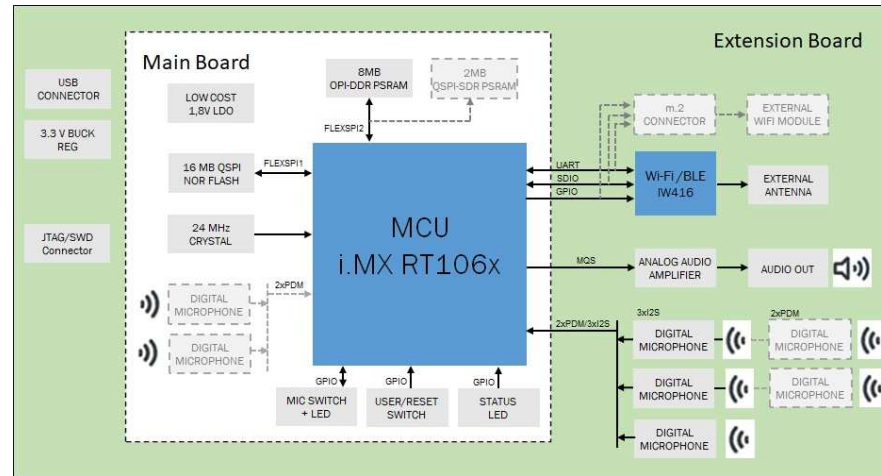 Main Board
Extension Board
USB
CONNECTOR
3.3 V BUCK
REG
JTAG/SWD
Connector
LOW COST
1,8V LDO
8MB
OPI-DDR PSRAM
2MB
QSPI-SDR PSRAM
FLEXSPI2
16 MB QSPI
NOR FLASH
FLEXSPI1
24 MHz
CRYSTAL
2xPDM
DIGITAL
MICROPHONE
DIGITAL
MICROPHONE
MCU
i.MX RT106x
GPIO
MIC SWITCH
+ LED
GPIO
USER/RESET
SWITCH
GPIO
STATUS
LED
m.2
CONNECTOR
EXTERNAL
WIFI MODULE
UART
SDIO
GPIO
Wi-Fi /BLE
IW416
EXTERNAL
ANTENNA
MQS
ANALOG AUDIO
AMPLIFIER
AUDIO OUT
2xPDM/3xI2S
3xI2S
2xPDM
DIGITAL
MICROPHONE
DIGITAL
MICROPHONE
DIGITAL
MICROPHONE
DIGITAL
MICROPHONE
DIGITAL
MICROPHONE